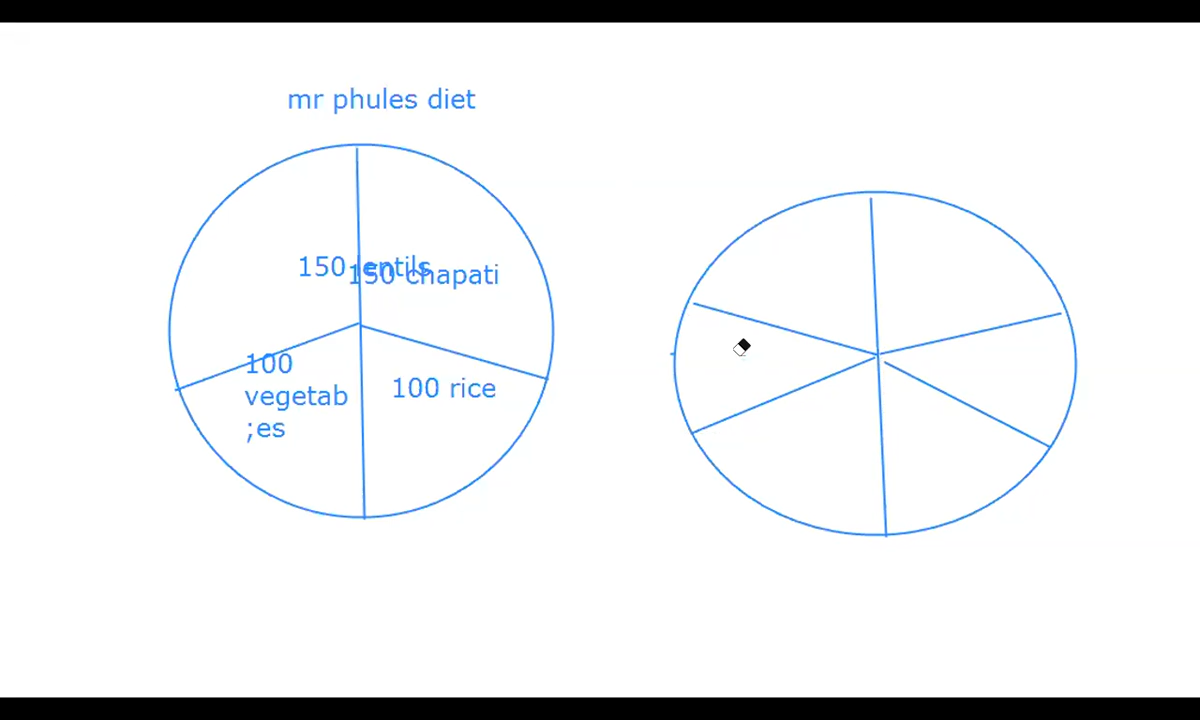 mr phules diet
150 lentils
150 chapati
100
vegetab
;es
100 rice